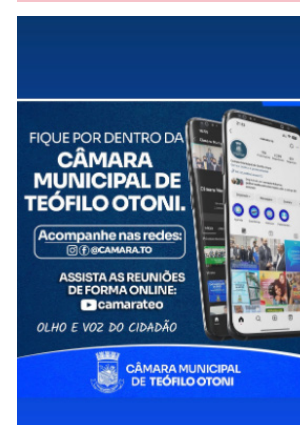 FIQUE POR DENTRO DA
CÂMARA
MUNICIPAL DE
TEÓFILO OTONI.
Acompanhe nas redes:
@CAMARA.TO
ASSISTA AS REUNIÕES
DE FORMA ONLINE:
camarateo
OLHO E VOZ DO CIDADÃO
CÂMARA MUNICIPAL
DE TEÓFILO OTONI